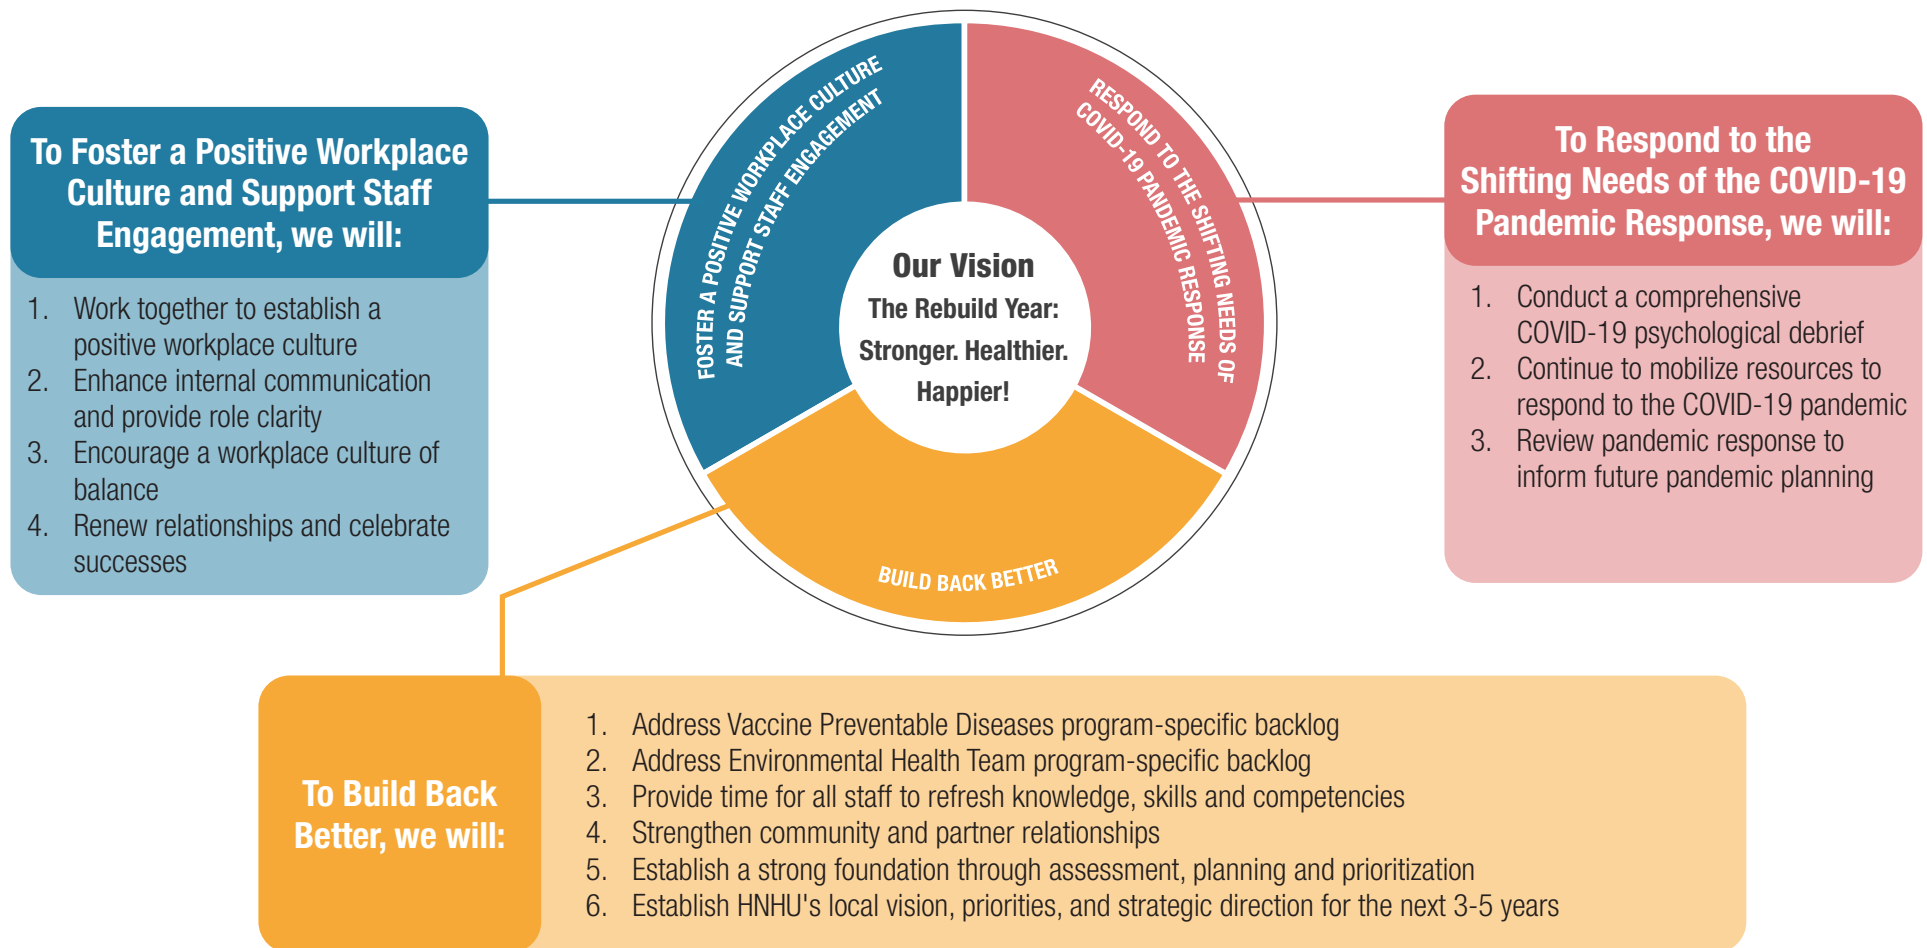 FOSTER A POSITIVE WORKPLACE CULTURE
AND SUPPORT STAFF ENGAGEMENT
RESPOND TO THE SHIFTING NEEDS OF
COVID-19 PANDEMIC RESPONSE
BUILD BACK BETTER
Our Vision
The Rebuild Year:
Stronger. Healthier.
Happier!
To Foster a Positive Workplace
Culture and Support Staff
Engagement, we will:
1. Work together to establish a
positive workplace culture
2. Enhance internal communication
and provide role clarity
3. Encourage a workplace culture of
balance
4. Renew relationships and celebrate
successes
To Respond to the
Shifting Needs of the COVID-19
Pandemic Response, we will:
1. Conduct a comprehensive
COVID-19 psychological debrief
2. Continue to mobilize resources to
respond to the COVID-19 pandemic
3. Review pandemic response to
inform future pandemic planning
To Build Back
Better, we will:
1. Address Vaccine Preventable Diseases program-specific backlog
2. Address Environmental Health Team program-specific backlog
3. Provide time for all staff to refresh knowledge, skills and competencies
4. Strengthen community and partner relationships
5. Establish a strong foundation through assessment, planning and prioritization
6. Establish HNHU's local vision, priorities, and strategic direction for the next 3-5 years